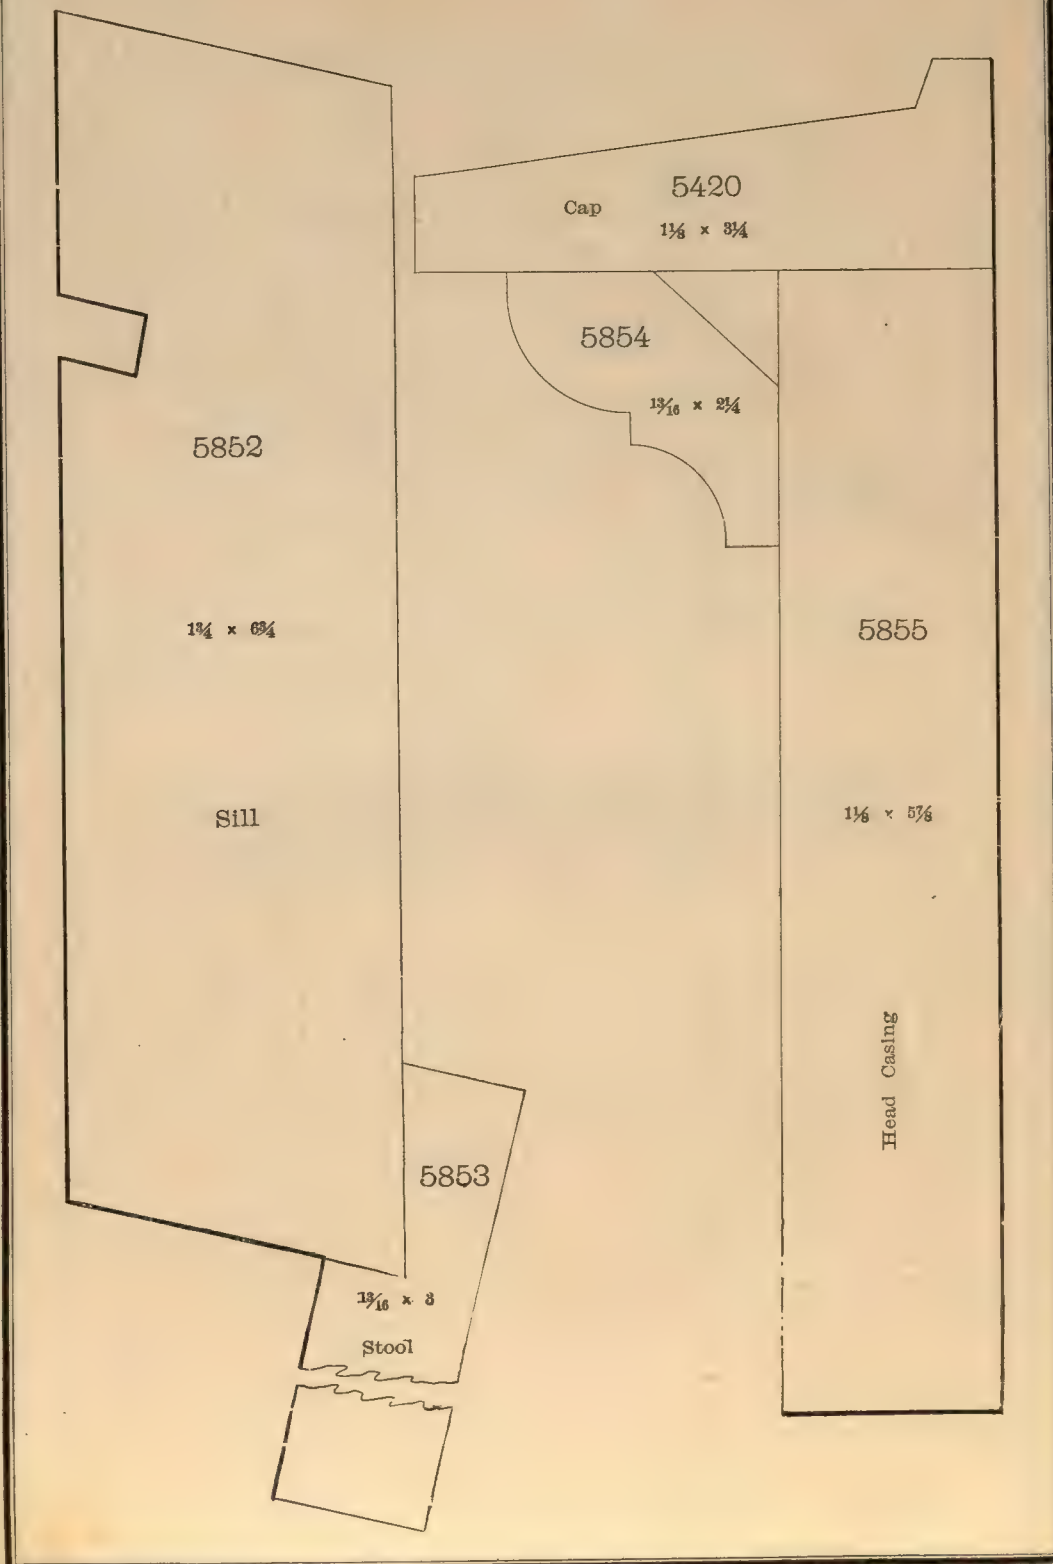 5420
Cap
1⅛ × 3¼
5854
13/16 × 2¼
5852
1¾ × 6¾
Sill
5855
1⅛ × 5⅞
Head Casing
5853
13/16 × 3
Stool